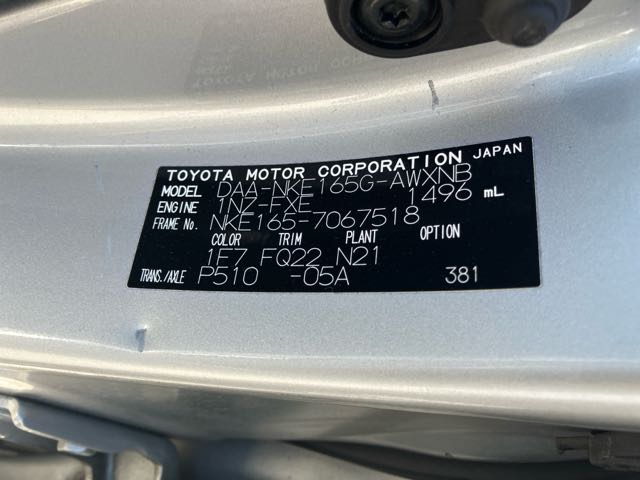 TOYOTA MOTOR CORPORATION JAPAN
MODEL DAA-NKE165G-AWXNB
ENGINE 1NZ-FXE 1496 mL
FRAME No. NKE165-7067518
COLOR TRIM PLANT OPTION
1F7 FQ22 N21
TRANS./AXLE P510 -05A 381